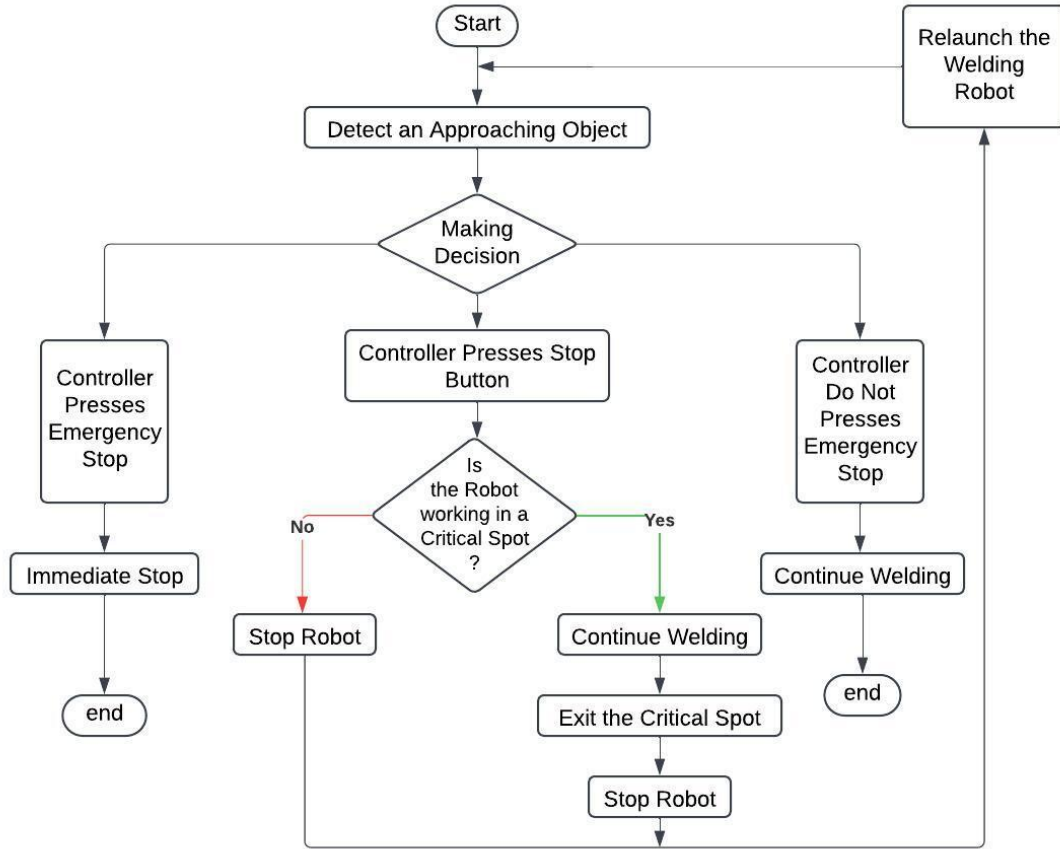 Start
Relaunch the
Welding
Robot
Detect an Approaching Object
Making
Decision
Controller
Presses
Emergency
Stop
Controller Presses Stop
Button
Controller
Do Not
Presses
Emergency
Stop
Is
the Robot
working in a
Critical Spot
?
No
Yes
Immediate Stop
Continue Welding
Stop Robot
Continue Welding
end
Exit the Critical Spot
end
Stop Robot